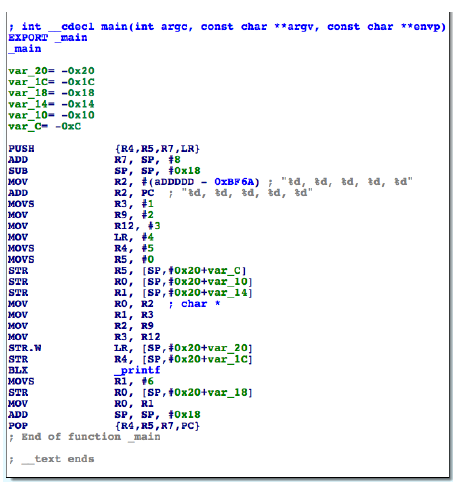 ; int __cdecl main(int argc, const char **argv, const char **envp)
EXPORT _main
_main
var_20= -0x20
var_1C= -0x1C
var_18= -0x18
var_14= -0x14
var_10= -0x10
var_C= -0xC
PUSH {R4,R5,R7,LR}
ADD R7, SP, #8
SUB SP, SP, #0x18
MOV R2, #(aDDDDD - 0xBF6A) ; "%d, %d, %d, %d, %d"
ADD R2, PC ; "%d, %d, %d, %d, %d"
MOVS R3, #1
MOV R9, #2
MOV R12, #3
MOV LR, #4
MOVS R4, #5
MOVS R5, #0
STR R5, [SP,#0x20+var_C]
STR R0, [SP,#0x20+var_10]
STR R1, [SP,#0x20+var_14]
MOV R0, R2 ; char *
MOV R1, R3
MOV R2, R9
MOV R3, R12
STR.W LR, [SP,#0x20+var_20]
STR R4, [SP,#0x20+var_1C]
BLX _printf
MOVS R1, #6
STR R0, [SP,#0x20+var_18]
MOV R0, R1
ADD SP, SP, #0x18
POP {R4,R5,R7,PC}
; End of function _main
; __text ends